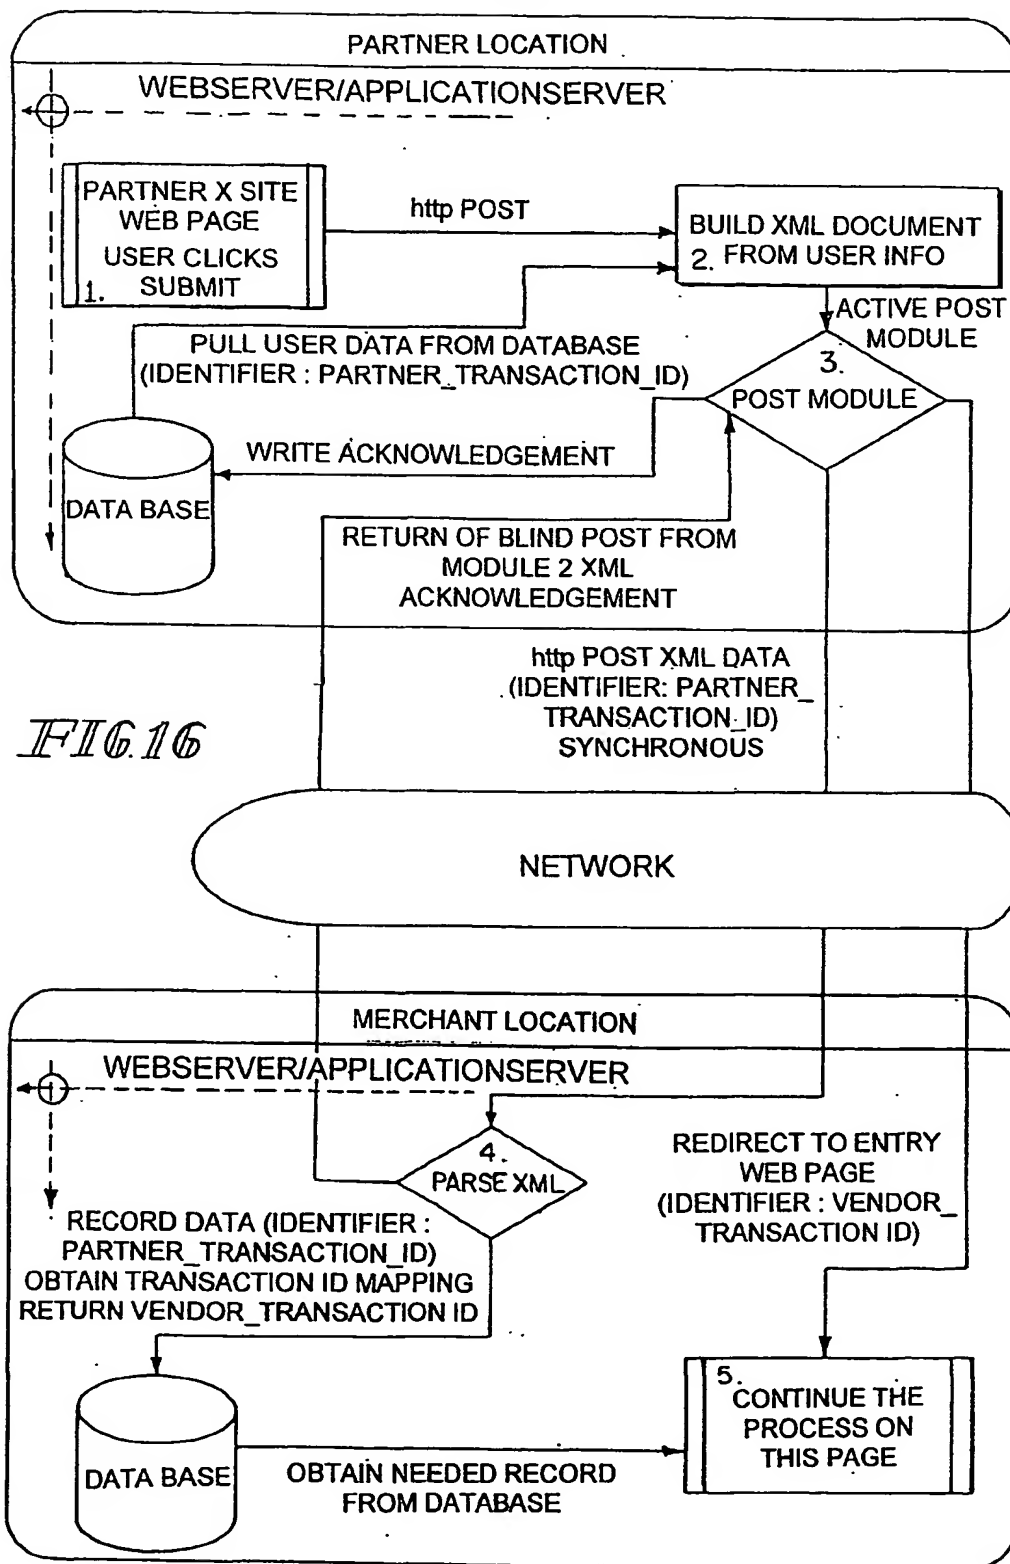 PARTNER LOCATION
WEBSERVER/APPLICATIONSERVER
PARTNER X SITE
WEB PAGE
USER CLICKS
SUBMIT
1.
http POST
BUILD XML DOCUMENT
2. FROM USER INFO
ACTIVE POST
MODULE
PULL USER DATA FROM DATABASE
(IDENTIFIER : PARTNER_TRANSACTION_ID)
3.
POST MODULE
WRITE ACKNOWLEDGEMENT
DATA BASE
RETURN OF BLIND POST FROM
MODULE 2 XML
ACKNOWLEDGEMENT
http POST XML DATA
(IDENTIFIER: PARTNER_
TRANSACTION_ID)
SYNCHRONOUS
FIG. 16
NETWORK
MERCHANT LOCATION
WEBSERVER/APPLICATIONSERVER
4.
PARSE XML
REDIRECT TO ENTRY
WEB PAGE
(IDENTIFIER : VENDOR_
TRANSACTION ID)
RECORD DATA (IDENTIFIER :
PARTNER_TRANSACTION_ID)
OBTAIN TRANSACTION ID MAPPING
RETURN VENDOR_TRANSACTION ID
5.
CONTINUE THE
PROCESS ON
THIS PAGE
DATA BASE
OBTAIN NEEDED RECORD
FROM DATABASE